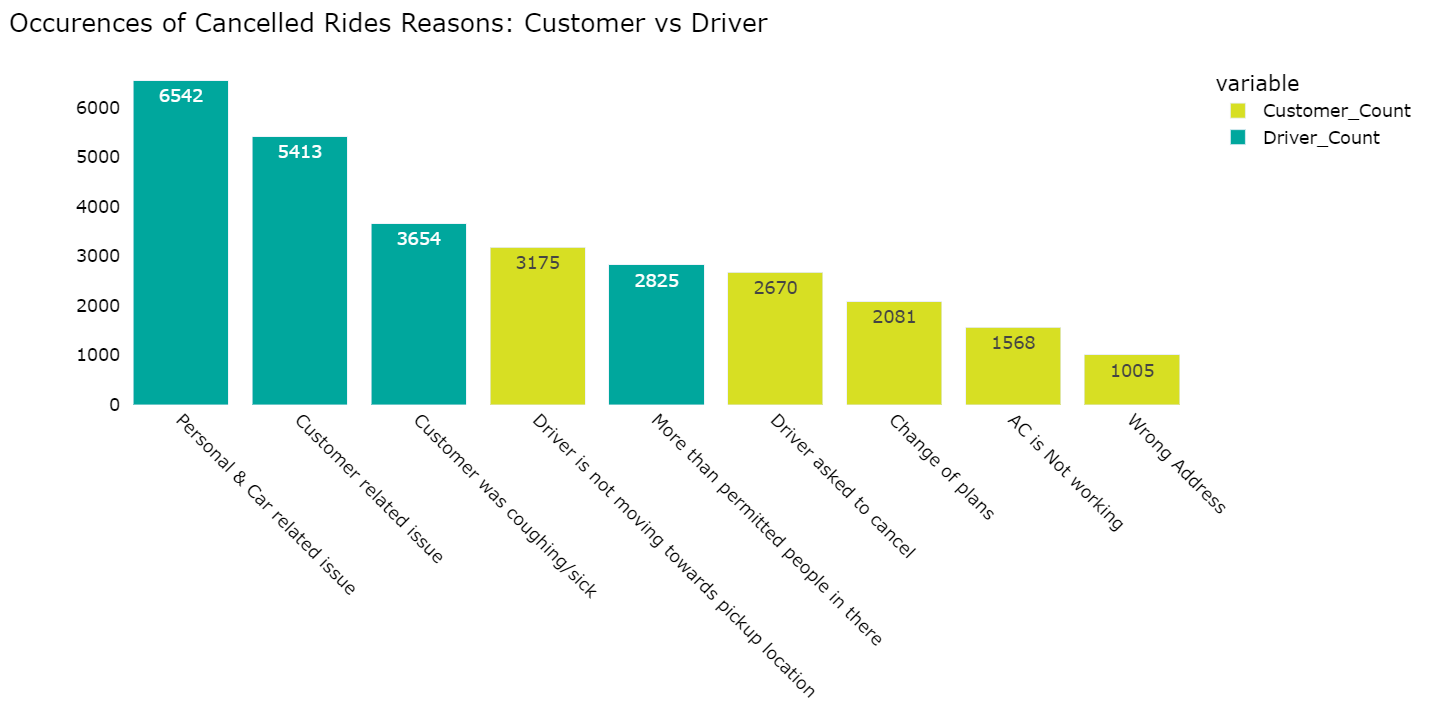 Occurences of Cancelled Rides Reasons: Customer vs Driver
variable
Customer_Count
Driver_Count
6000
5000
4000
3000
2000
1000
0
6542
5413
3654
3175
2825
2670
2081
1568
1005
Personal & Car related issue
Customer related issue
Customer was coughing/sick
Driver is not moving towards pickup location
More than permitted people in there
Driver asked to cancel
Change of plans
AC is Not working
Wrong Address